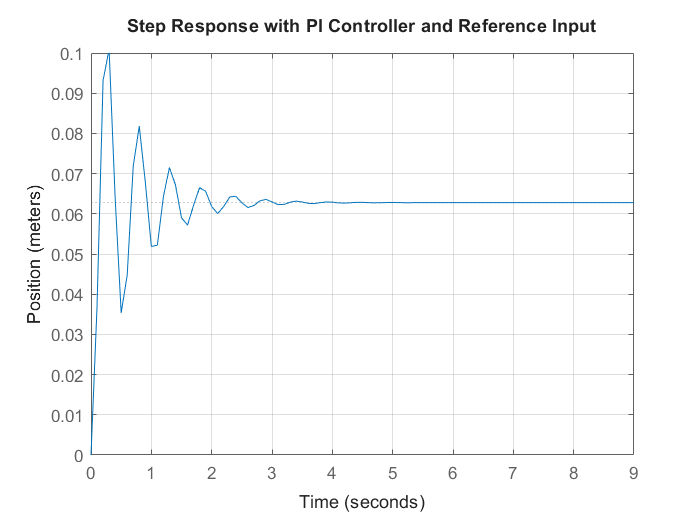 Step Response with PI Controller and Reference Input
0.1
0.09
0.08
0.07
0.06
0.05
0.04
0.03
0.02
0.01
0
Position (meters)
0 1 2 3 4 5 6 7 8 9
Time (seconds)